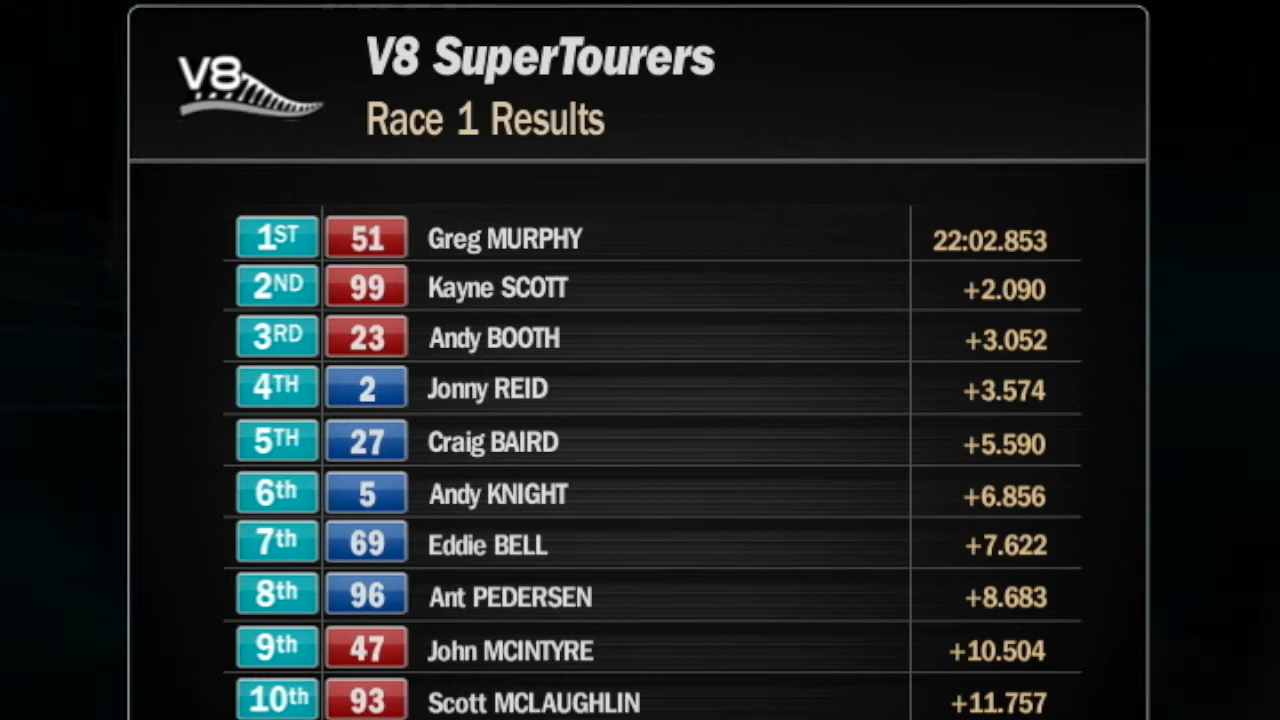 V8
V8 SuperTourers
Race 1 Results
1ST 51 Greg MURPHY 22:02.853
2ND 99 Kayne SCOTT +2.090
3RD 23 Andy BOOTH +3.052
4TH 2 Jonny REID +3.574
5TH 27 Craig BAIRD +5.590
6th 5 Andy KNIGHT +6.856
7th 69 Eddie BELL +7.622
8th 96 Ant PEDERSEN +8.683
9th 47 John MCINTYRE +10.504
10th 93 Scott MCLAUGHLIN +11.757